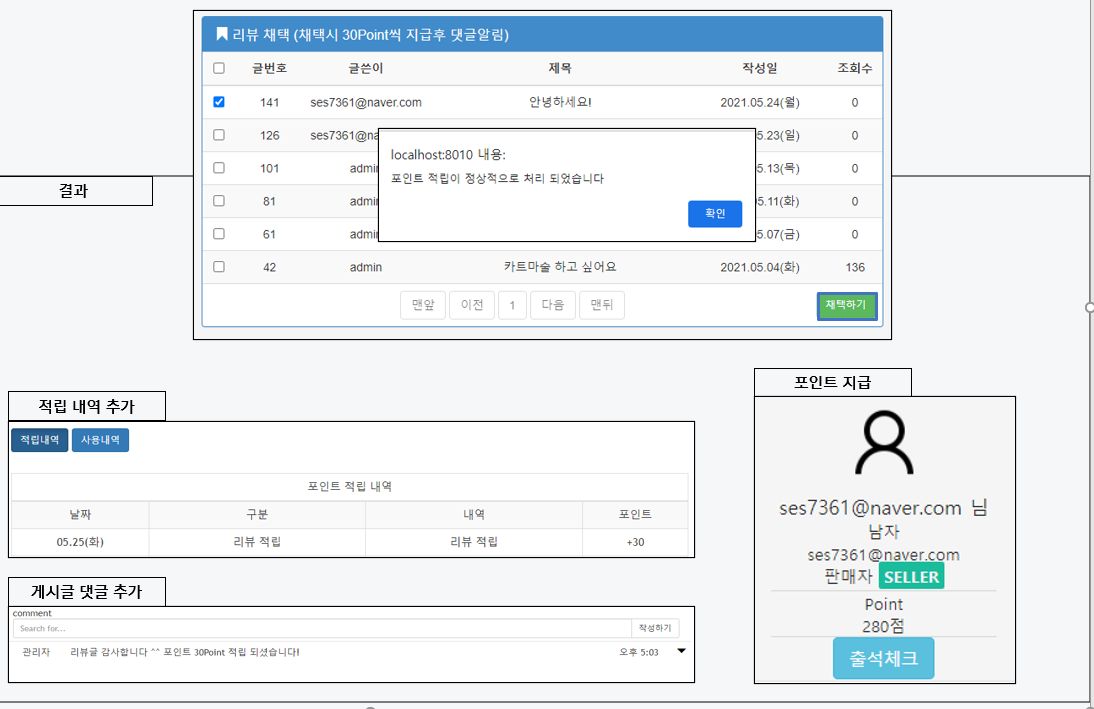 리뷰 채택 (채택시 30Point씩 지급후 댓글알림)
글번호 글쓴이 제목 작성일 조회수
141 ses7361@naver.com 안녕하세요! 2021.05.24(월) 0
126 ses7361@na 5.23(일) 0
101 admin 5.13(목) 0
81 admin 5.11(화) 0
61 admin 5.07(금) 0
42 admin 카트마술 하고 싶어요 2021.05.04(화) 136
localhost:8010 내용:
포인트 적립이 정상적으로 처리 되었습니다
확인
맨앞 이전 1 다음 맨뒤
채택하기
결과
적립 내역 추가
적립내역 사용내역
포인트 적립 내역
날짜 구분 내역 포인트
05.25(화) 리뷰 적립 리뷰 적립 +30
게시글 댓글 추가
comment
Search for...
작성하기
관리자 리뷰글 감사합니다 ^^ 포인트 30Point 적립 되셨습니다! 오후 5:03
포인트 지급
ses7361@naver.com 님
남자
ses7361@naver.com
판매자 SELLER
Point
280점
출석체크